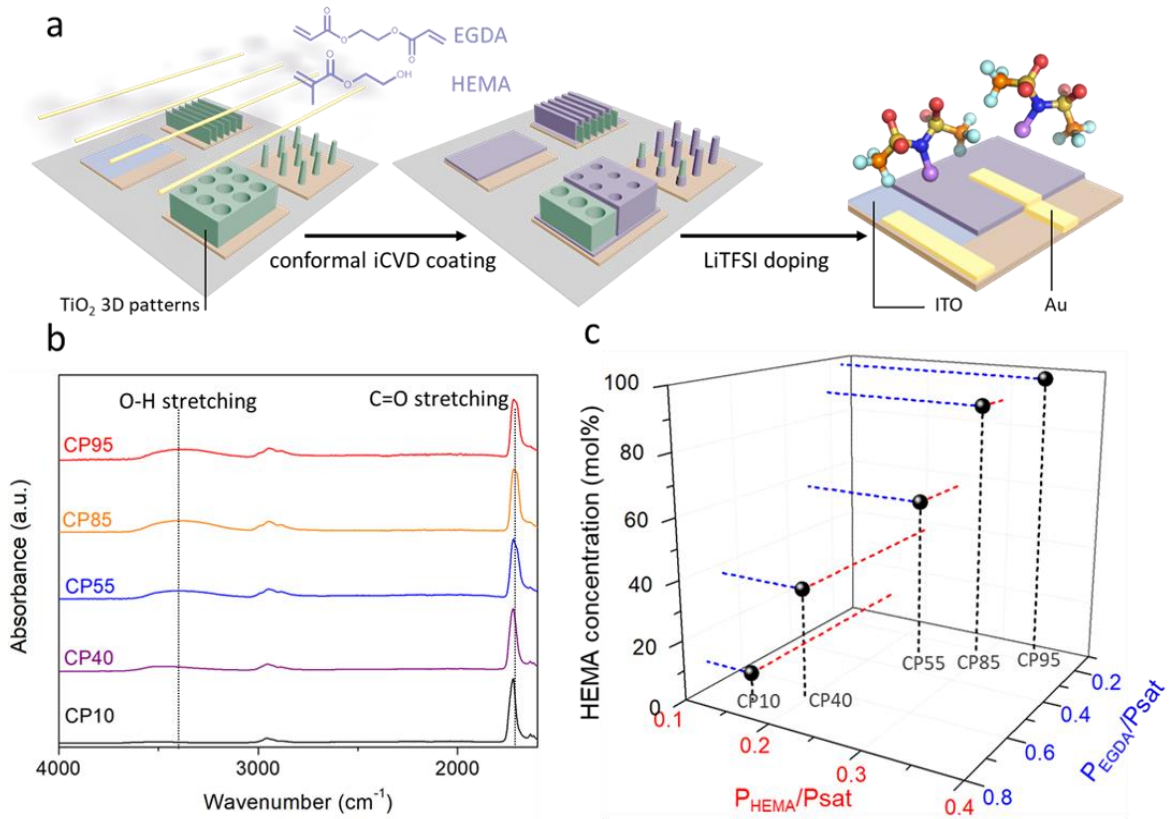 a
EGDA
HEMA
O
O
O
O
O
O
OH
conformal iCVD coating
LiTFSI doping
TiO2 3D patterns
ITO
Au
b
O-H stretching
C=O stretching
CP95
CP85
CP55
CP40
CP10
Absorbance (a.u.)
4000
3000
2000
Wavenumber (cm-1)
c
HEMA concentration (mol%)
100
80
60
40
20
0
CP10
CP40
CP55
CP85
CP95
0.1
0.2
0.3
0.4
PHEMA/Psat
0.2
0.4
0.6
0.8
PEGDA/Psat